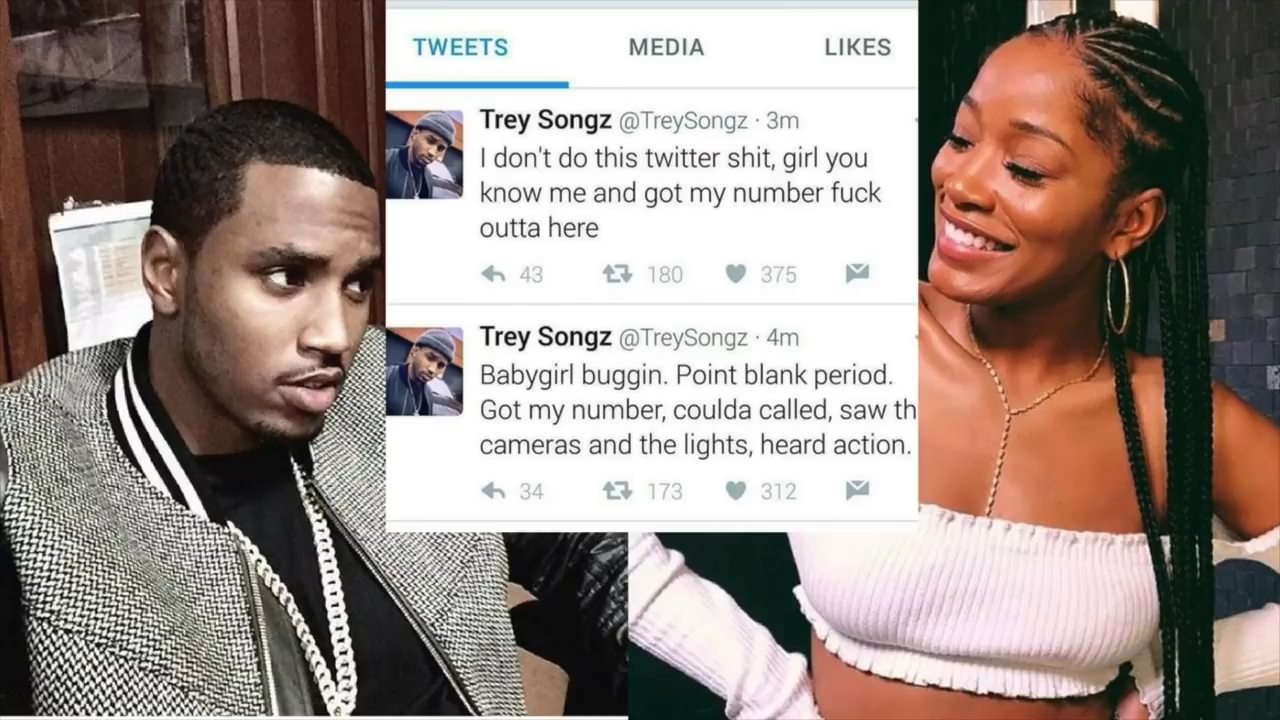 TWEETS MEDIA LIKES
Trey Songz @TreySongz · 3m
I don't do this twitter shit, girl you
know me and got my number fuck
outta here
43 180 375
Trey Songz @TreySongz · 4m
Babygirl buggin. Point blank period.
Got my number, coulda called, saw th
cameras and the lights, heard action.
34 173 312